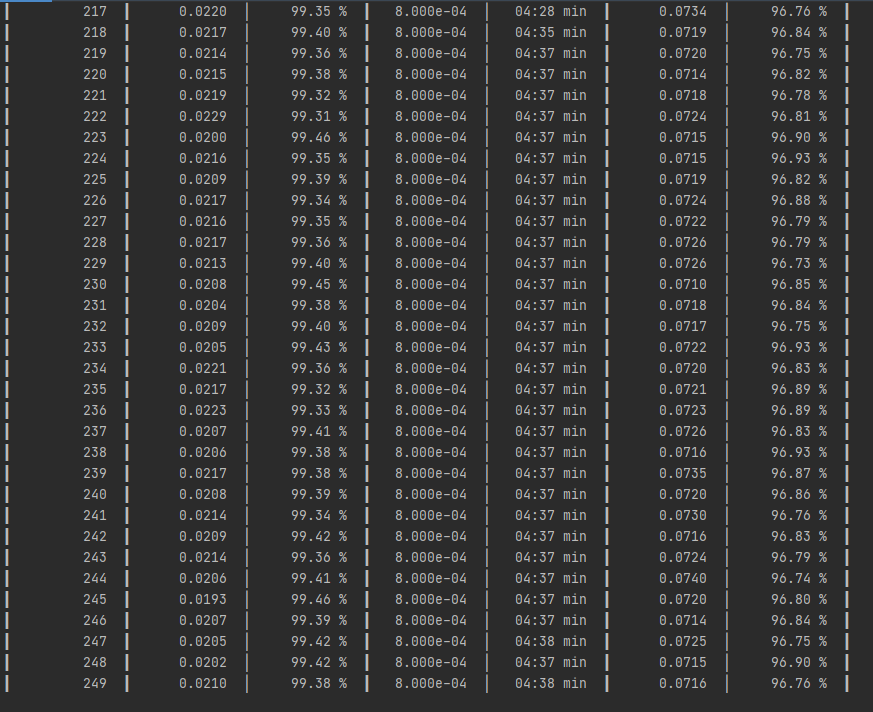 217 | 0.0220 | 99.35 % | 8.000e-04 | 04:28 min | 0.0734 | 96.76 % |
218 | 0.0217 | 99.40 % | 8.000e-04 | 04:35 min | 0.0719 | 96.84 % |
219 | 0.0214 | 99.36 % | 8.000e-04 | 04:37 min | 0.0720 | 96.75 % |
220 | 0.0215 | 99.38 % | 8.000e-04 | 04:37 min | 0.0714 | 96.82 % |
221 | 0.0219 | 99.32 % | 8.000e-04 | 04:37 min | 0.0718 | 96.78 % |
222 | 0.0229 | 99.31 % | 8.000e-04 | 04:37 min | 0.0724 | 96.81 % |
223 | 0.0200 | 99.46 % | 8.000e-04 | 04:37 min | 0.0715 | 96.90 % |
224 | 0.0216 | 99.35 % | 8.000e-04 | 04:37 min | 0.0715 | 96.93 % |
225 | 0.0209 | 99.39 % | 8.000e-04 | 04:37 min | 0.0719 | 96.82 % |
226 | 0.0217 | 99.34 % | 8.000e-04 | 04:37 min | 0.0724 | 96.88 % |
227 | 0.0216 | 99.35 % | 8.000e-04 | 04:37 min | 0.0722 | 96.79 % |
228 | 0.0217 | 99.36 % | 8.000e-04 | 04:37 min | 0.0726 | 96.79 % |
229 | 0.0213 | 99.40 % | 8.000e-04 | 04:37 min | 0.0726 | 96.73 % |
230 | 0.0208 | 99.45 % | 8.000e-04 | 04:37 min | 0.0710 | 96.85 % |
231 | 0.0204 | 99.38 % | 8.000e-04 | 04:37 min | 0.0718 | 96.84 % |
232 | 0.0209 | 99.40 % | 8.000e-04 | 04:37 min | 0.0717 | 96.75 % |
233 | 0.0205 | 99.43 % | 8.000e-04 | 04:37 min | 0.0722 | 96.93 % |
234 | 0.0221 | 99.36 % | 8.000e-04 | 04:37 min | 0.0720 | 96.83 % |
235 | 0.0217 | 99.32 % | 8.000e-04 | 04:37 min | 0.0721 | 96.89 % |
236 | 0.0223 | 99.33 % | 8.000e-04 | 04:37 min | 0.0723 | 96.89 % |
237 | 0.0207 | 99.41 % | 8.000e-04 | 04:37 min | 0.0726 | 96.83 % |
238 | 0.0206 | 99.38 % | 8.000e-04 | 04:37 min | 0.0716 | 96.93 % |
239 | 0.0217 | 99.38 % | 8.000e-04 | 04:37 min | 0.0735 | 96.87 % |
240 | 0.0208 | 99.39 % | 8.000e-04 | 04:37 min | 0.0720 | 96.86 % |
241 | 0.0214 | 99.34 % | 8.000e-04 | 04:37 min | 0.0730 | 96.76 % |
242 | 0.0209 | 99.42 % | 8.000e-04 | 04:37 min | 0.0716 | 96.83 % |
243 | 0.0214 | 99.36 % | 8.000e-04 | 04:37 min | 0.0724 | 96.79 % |
244 | 0.0206 | 99.41 % | 8.000e-04 | 04:37 min | 0.0740 | 96.74 % |
245 | 0.0193 | 99.46 % | 8.000e-04 | 04:37 min | 0.0720 | 96.80 % |
246 | 0.0207 | 99.39 % | 8.000e-04 | 04:37 min | 0.0714 | 96.84 % |
247 | 0.0205 | 99.42 % | 8.000e-04 | 04:38 min | 0.0725 | 96.75 % |
248 | 0.0202 | 99.42 % | 8.000e-04 | 04:37 min | 0.0715 | 96.90 % |
249 | 0.0210 | 99.38 % | 8.000e-04 | 04:38 min | 0.0716 | 96.76 % |